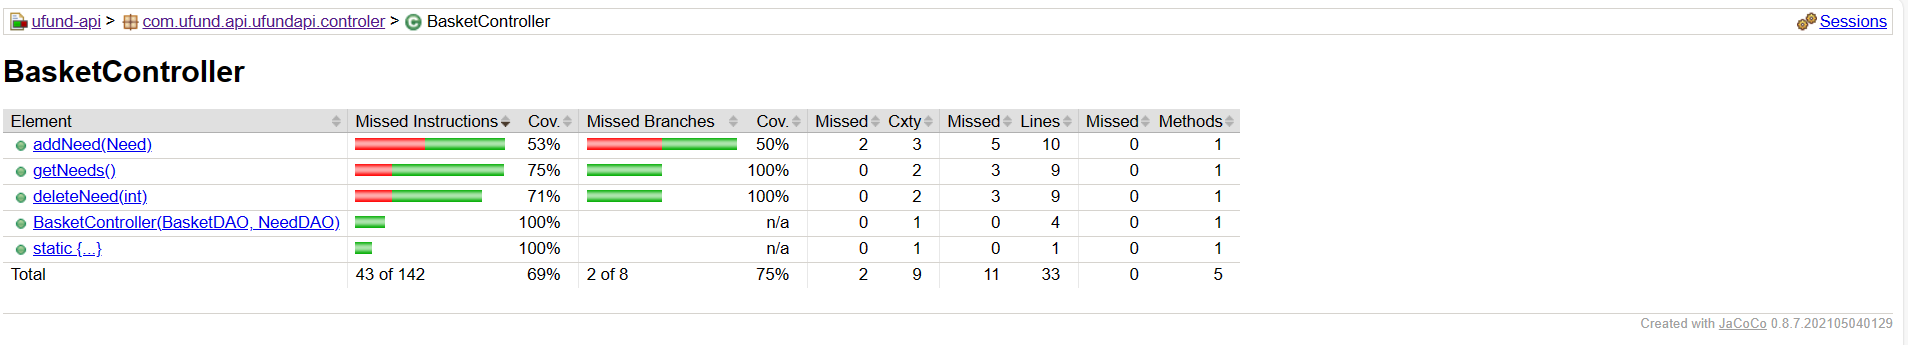 ufund-api > com.ufund.api.ufundapi.controler > BasketController Sessions
BasketController
Element Missed Instructions Cov. Missed Branches Cov. Missed Cxty Missed Lines Missed Methods
addNeed(Need) 53% 50% 2 3 5 10 0 1
getNeeds() 75% 100% 0 2 3 9 0 1
deleteNeed(int) 71% 100% 0 2 3 9 0 1
BasketController(BasketDAO, NeedDAO) 100% n/a 0 1 0 4 0 1
static {...} 100% n/a 0 1 0 1 0 1
Total 43 of 142 69% 2 of 8 75% 2 9 11 33 0 5
Created with JaCoCo 0.8.7.202105040129